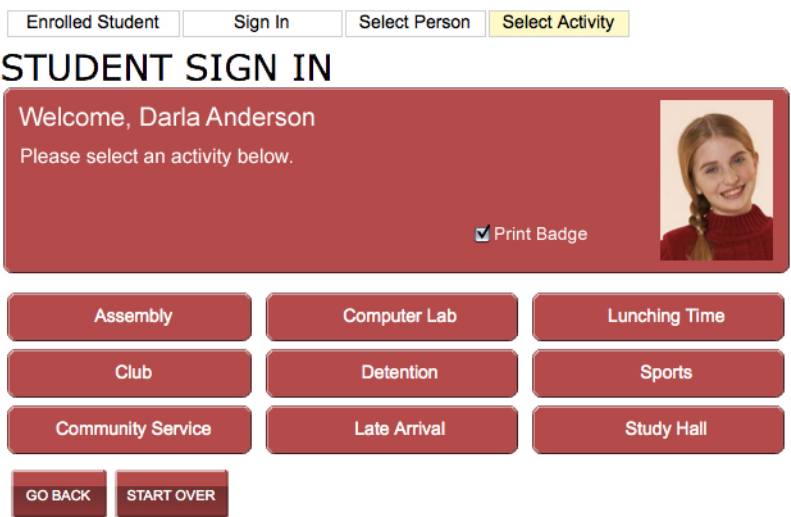 Enrolled Student Sign In Select Person Select Activity
STUDENT SIGN IN
Welcome, Darla Anderson
Please select an activity below.
Print Badge
Assembly Computer Lab Lunching Time
Club Detention Sports
Community Service Late Arrival Study Hall
GO BACK START OVER